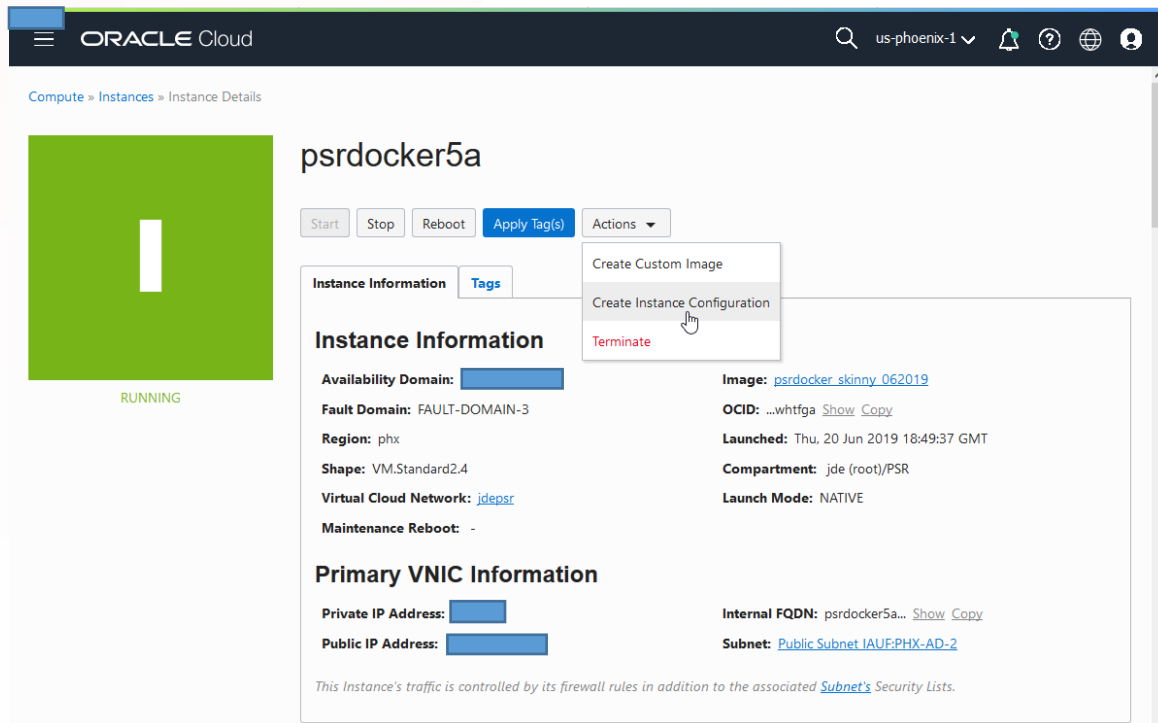 ORACLE Cloud
us-phoenix-1
Compute » Instances » Instance Details
psrdocker5a
Start Stop Reboot Apply Tag(s) Actions
Create Custom Image
Create Instance Configuration
Terminate
Instance Information Tags
RUNNING
Instance Information
Availability Domain:
Image: psrdocker_skinny_062019
Fault Domain: FAULT-DOMAIN-3
OCID: ...whtfga Show Copy
Region: phx
Launched: Thu, 20 Jun 2019 18:49:37 GMT
Shape: VM.Standard2.4
Compartment: jde (root)/PSR
Virtual Cloud Network: jdepsr
Launch Mode: NATIVE
Maintenance Reboot: -
Primary VNIC Information
Private IP Address:
Internal FQDN: psrdocker5a... Show Copy
Public IP Address:
Subnet: Public Subnet IAUF:PHX-AD-2
This Instance's traffic is controlled by its firewall rules in addition to the associated Subnet's Security Lists.